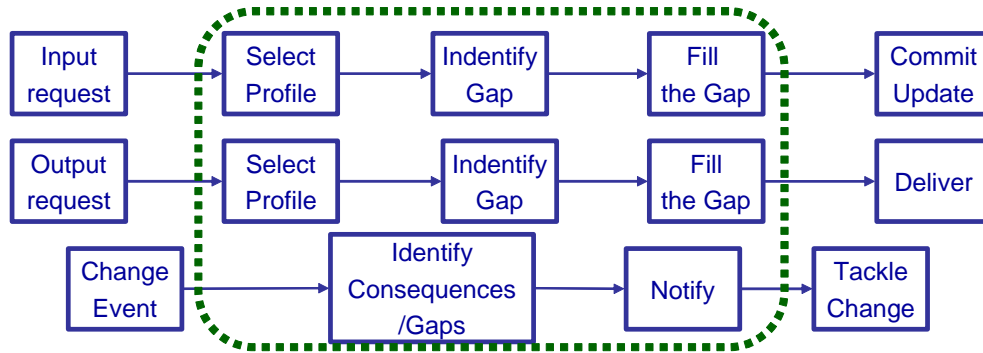 Input
request
Select
Profile
Indentify
Gap
Fill
the Gap
Commit
Update
Output
request
Select
Profile
Indentify
Gap
Fill
the Gap
Deliver
Change
Event
Identify
Consequences
/Gaps
Notify
Tackle
Change